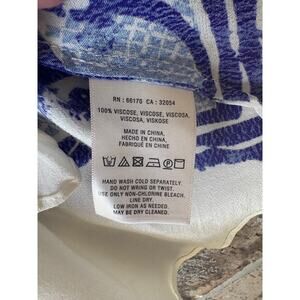 RN : 66170 CA : 32054
100% VISCOSE, VISCOSE,
VISCOSA, VISKOSE
MADE IN CHINA,
HECHO EN CHINA,
FABRIQUE EN CHINE
HAND WASH COLD SEPARATELY.
DO NOT WRING OR TWIST.
USE ONLY NON-CHLORINE BLEACH.
LINE DRY.
LOW IRON AS NEEDED.
MAY BE DRY CLEANED.